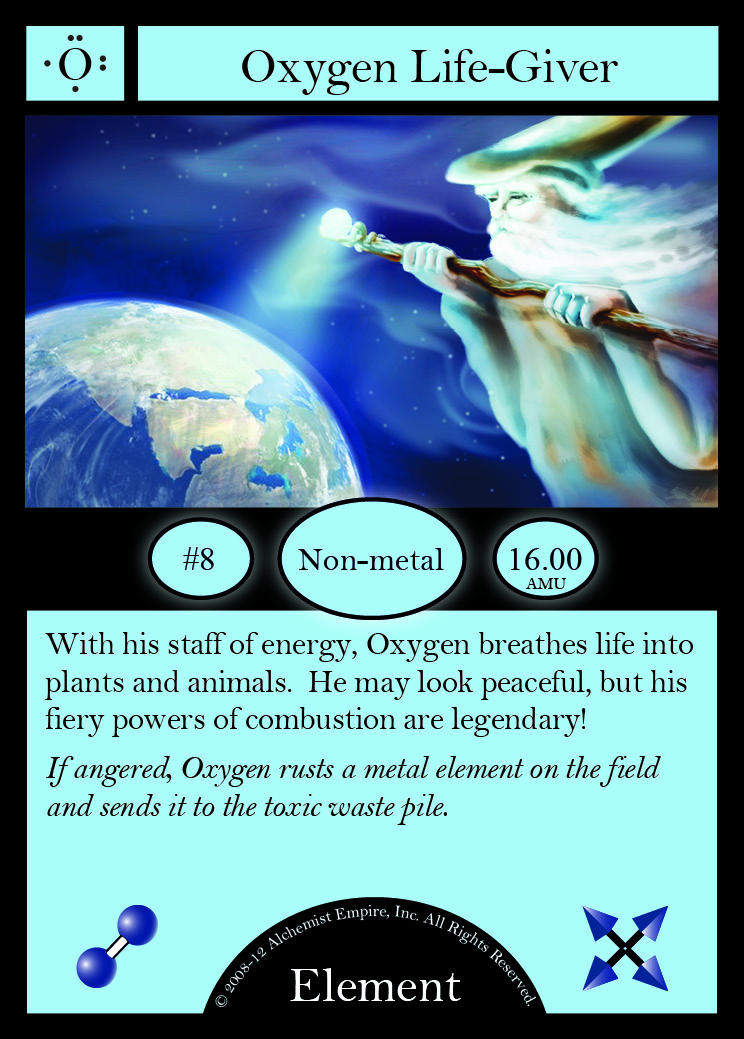 O
Oxygen Life-Giver
#8
Non-metal
16.00
AMU
With his staff of energy, Oxygen breathes life into
plants and animals.  He may look peaceful, but his
fiery powers of combustion are legendary!
If angered, Oxygen rusts a metal element on the field
and sends it to the toxic waste pile.
© 2008-12 Alchemist Empire, Inc. All Rights Reserved.
Element